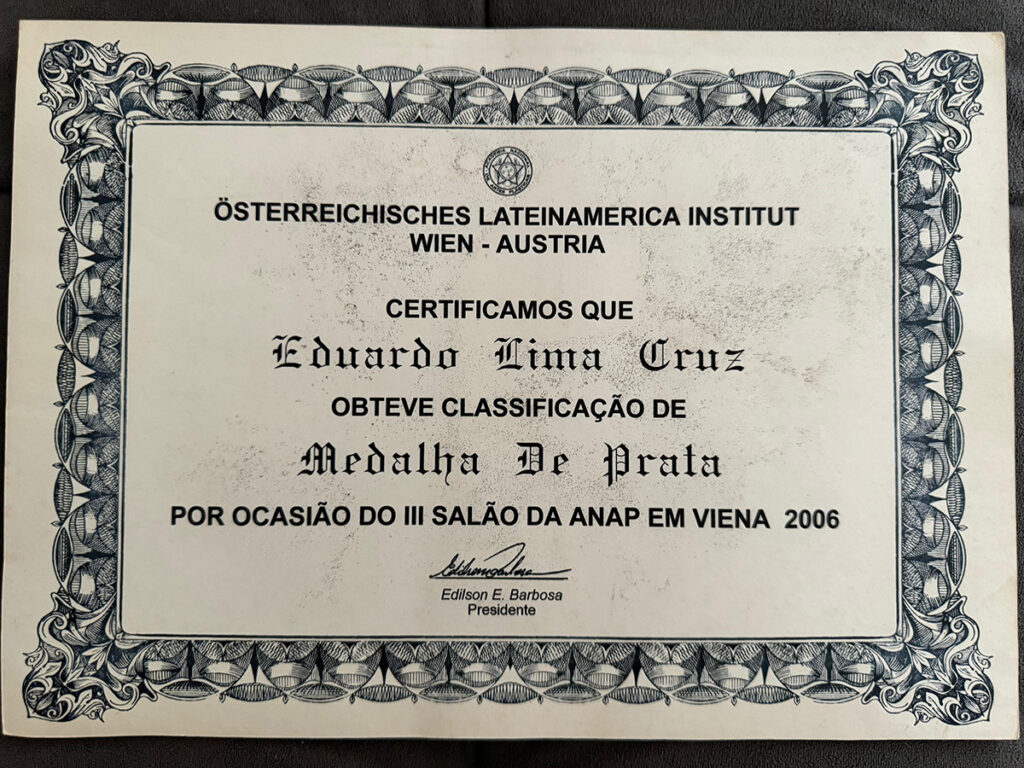 ÖSTERREICHISCHES LATEINAMERICA INSTITUT
WIEN - AUSTRIA
CERTIFICAMOS QUE
Eduardo Lima Cruz
OBTEVE CLASSIFICAÇÃO DE
Medalha De Prata
POR OCASIÃO DO III SALÃO DA ANAP EM VIENA 2006
Edilson E. Barbosa
Presidente